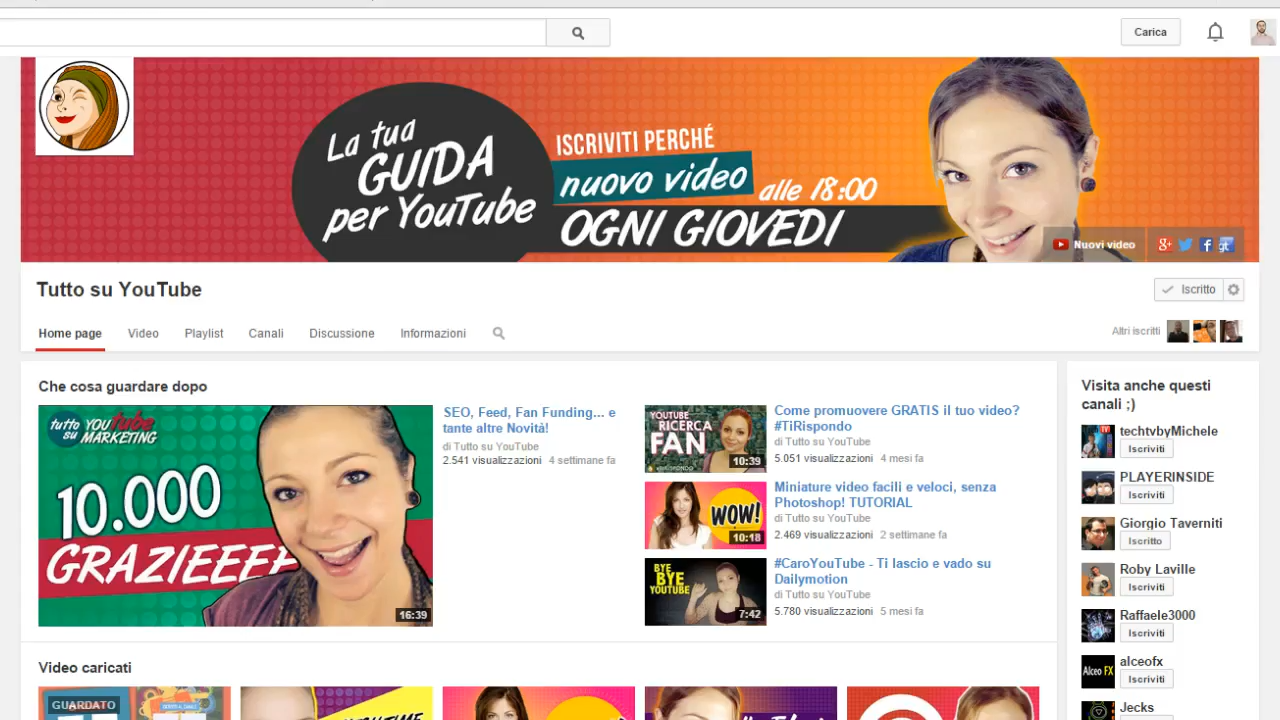 Carica
La tua
GUIDA
per YouTube
ISCRIVITI PERCHÉ
nuovo video alle 18:00
OGNI GIOVEDI
Nuovi video
Tutto su YouTube
Iscritto
Home page Video Playlist Canali Discussione Informazioni
Altri iscritti
Che cosa guardare dopo
tutto YOUtube
su MARKETING
10.000
GRAZIEEEE
16:39
SEO, Feed, Fan Funding... e
tante altre Novità!
di Tutto su YouTube
2.541 visualizzazioni 4 settimane fa
YOUTUBE
RICERCA
FAN
10:39
Come promuovere GRATIS il tuo video?
#TiRispondo
di Tutto su YouTube
5.051 visualizzazioni 4 mesi fa
WOW!
10:18
Miniature video facili e veloci, senza
Photoshop! TUTORIAL
di Tutto su YouTube
2.469 visualizzazioni 2 settimane fa
BYE
BYE
YOUTUBE
7:42
#CaroYouTube - Ti lascio e vado su
Dailymotion
di Tutto su YouTube
5.780 visualizzazioni 5 mesi fa
Video caricati
GUARDATO
Visita anche questi
canali ;)
techtvbyMichele
Iscriviti
PLAYERINSIDE
Iscriviti
Giorgio Taverniti
Iscritto
Roby Laville
Iscriviti
Raffaele3000
Iscriviti
Alceo FX
alceofx
Iscriviti
Jecks